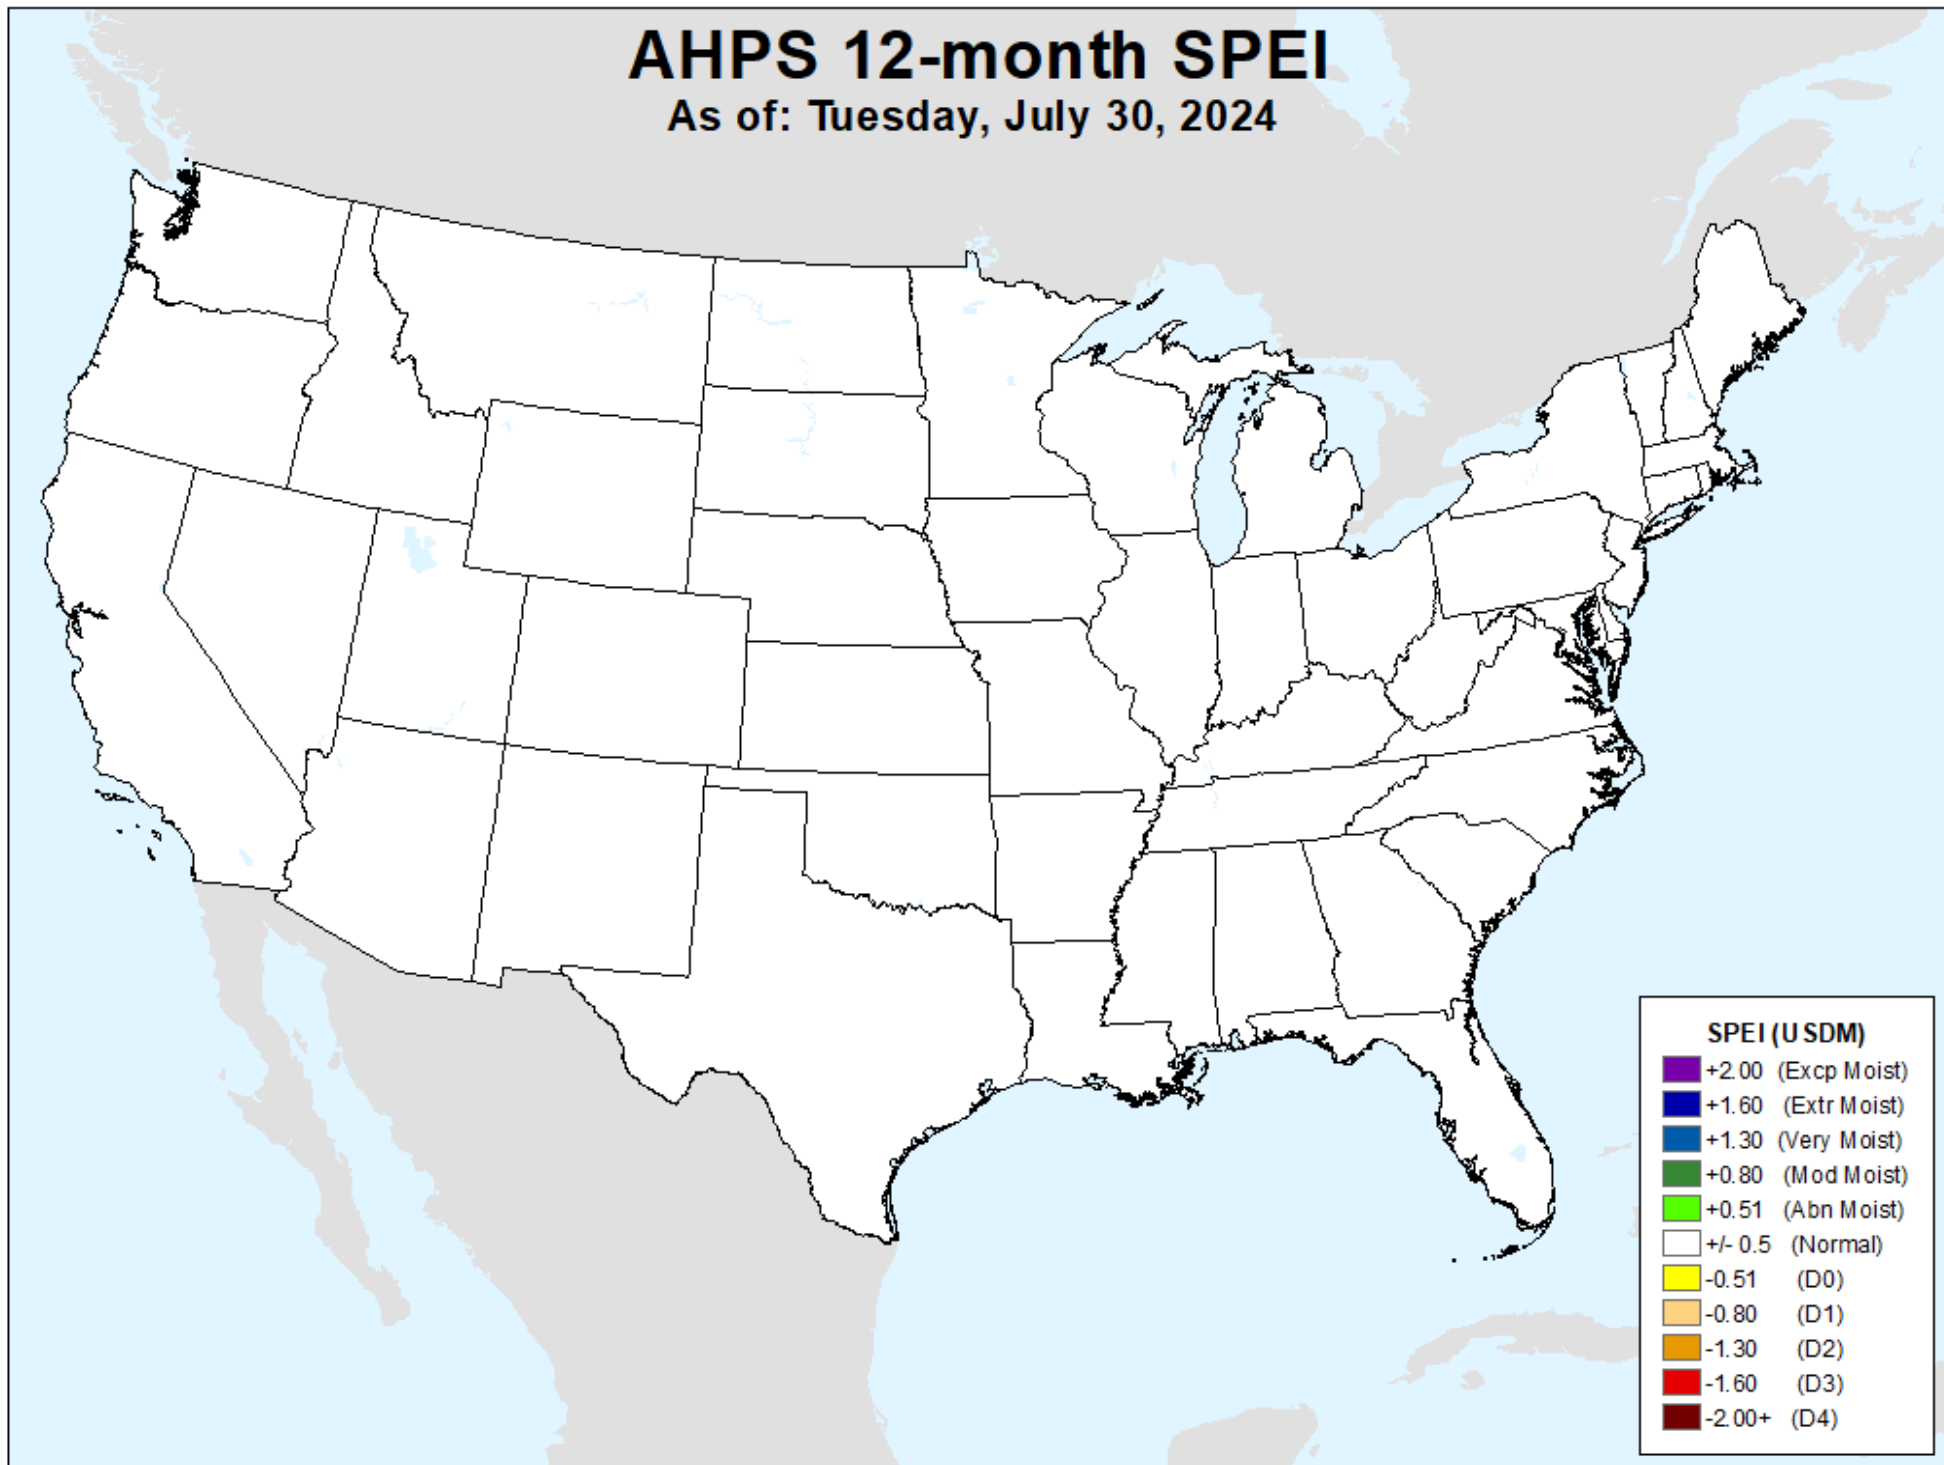 AHPS 12-month SPEI
As of: Tuesday, July 30, 2024
SPEI (USDM)
+2.00 (Excp Moist)
+1.60 (Extr Moist)
+1.30 (Very Moist)
+0.80 (Mod Moist)
+0.51 (Abn Moist)
+/- 0.5 (Normal)
-0.51 (D0)
-0.80 (D1)
-1.30 (D2)
-1.60 (D3)
-2.00+ (D4)